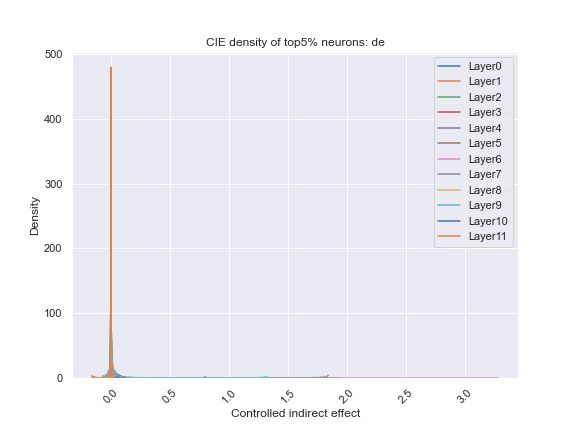 CIE density of top5% neurons: de
500
400
300
200
100
0
Density
0.0
0.5
1.0
1.5
2.0
2.5
3.0
Controlled indirect effect
Layer0
Layer1
Layer2
Layer3
Layer4
Layer5
Layer6
Layer7
Layer8
Layer9
Layer10
Layer11